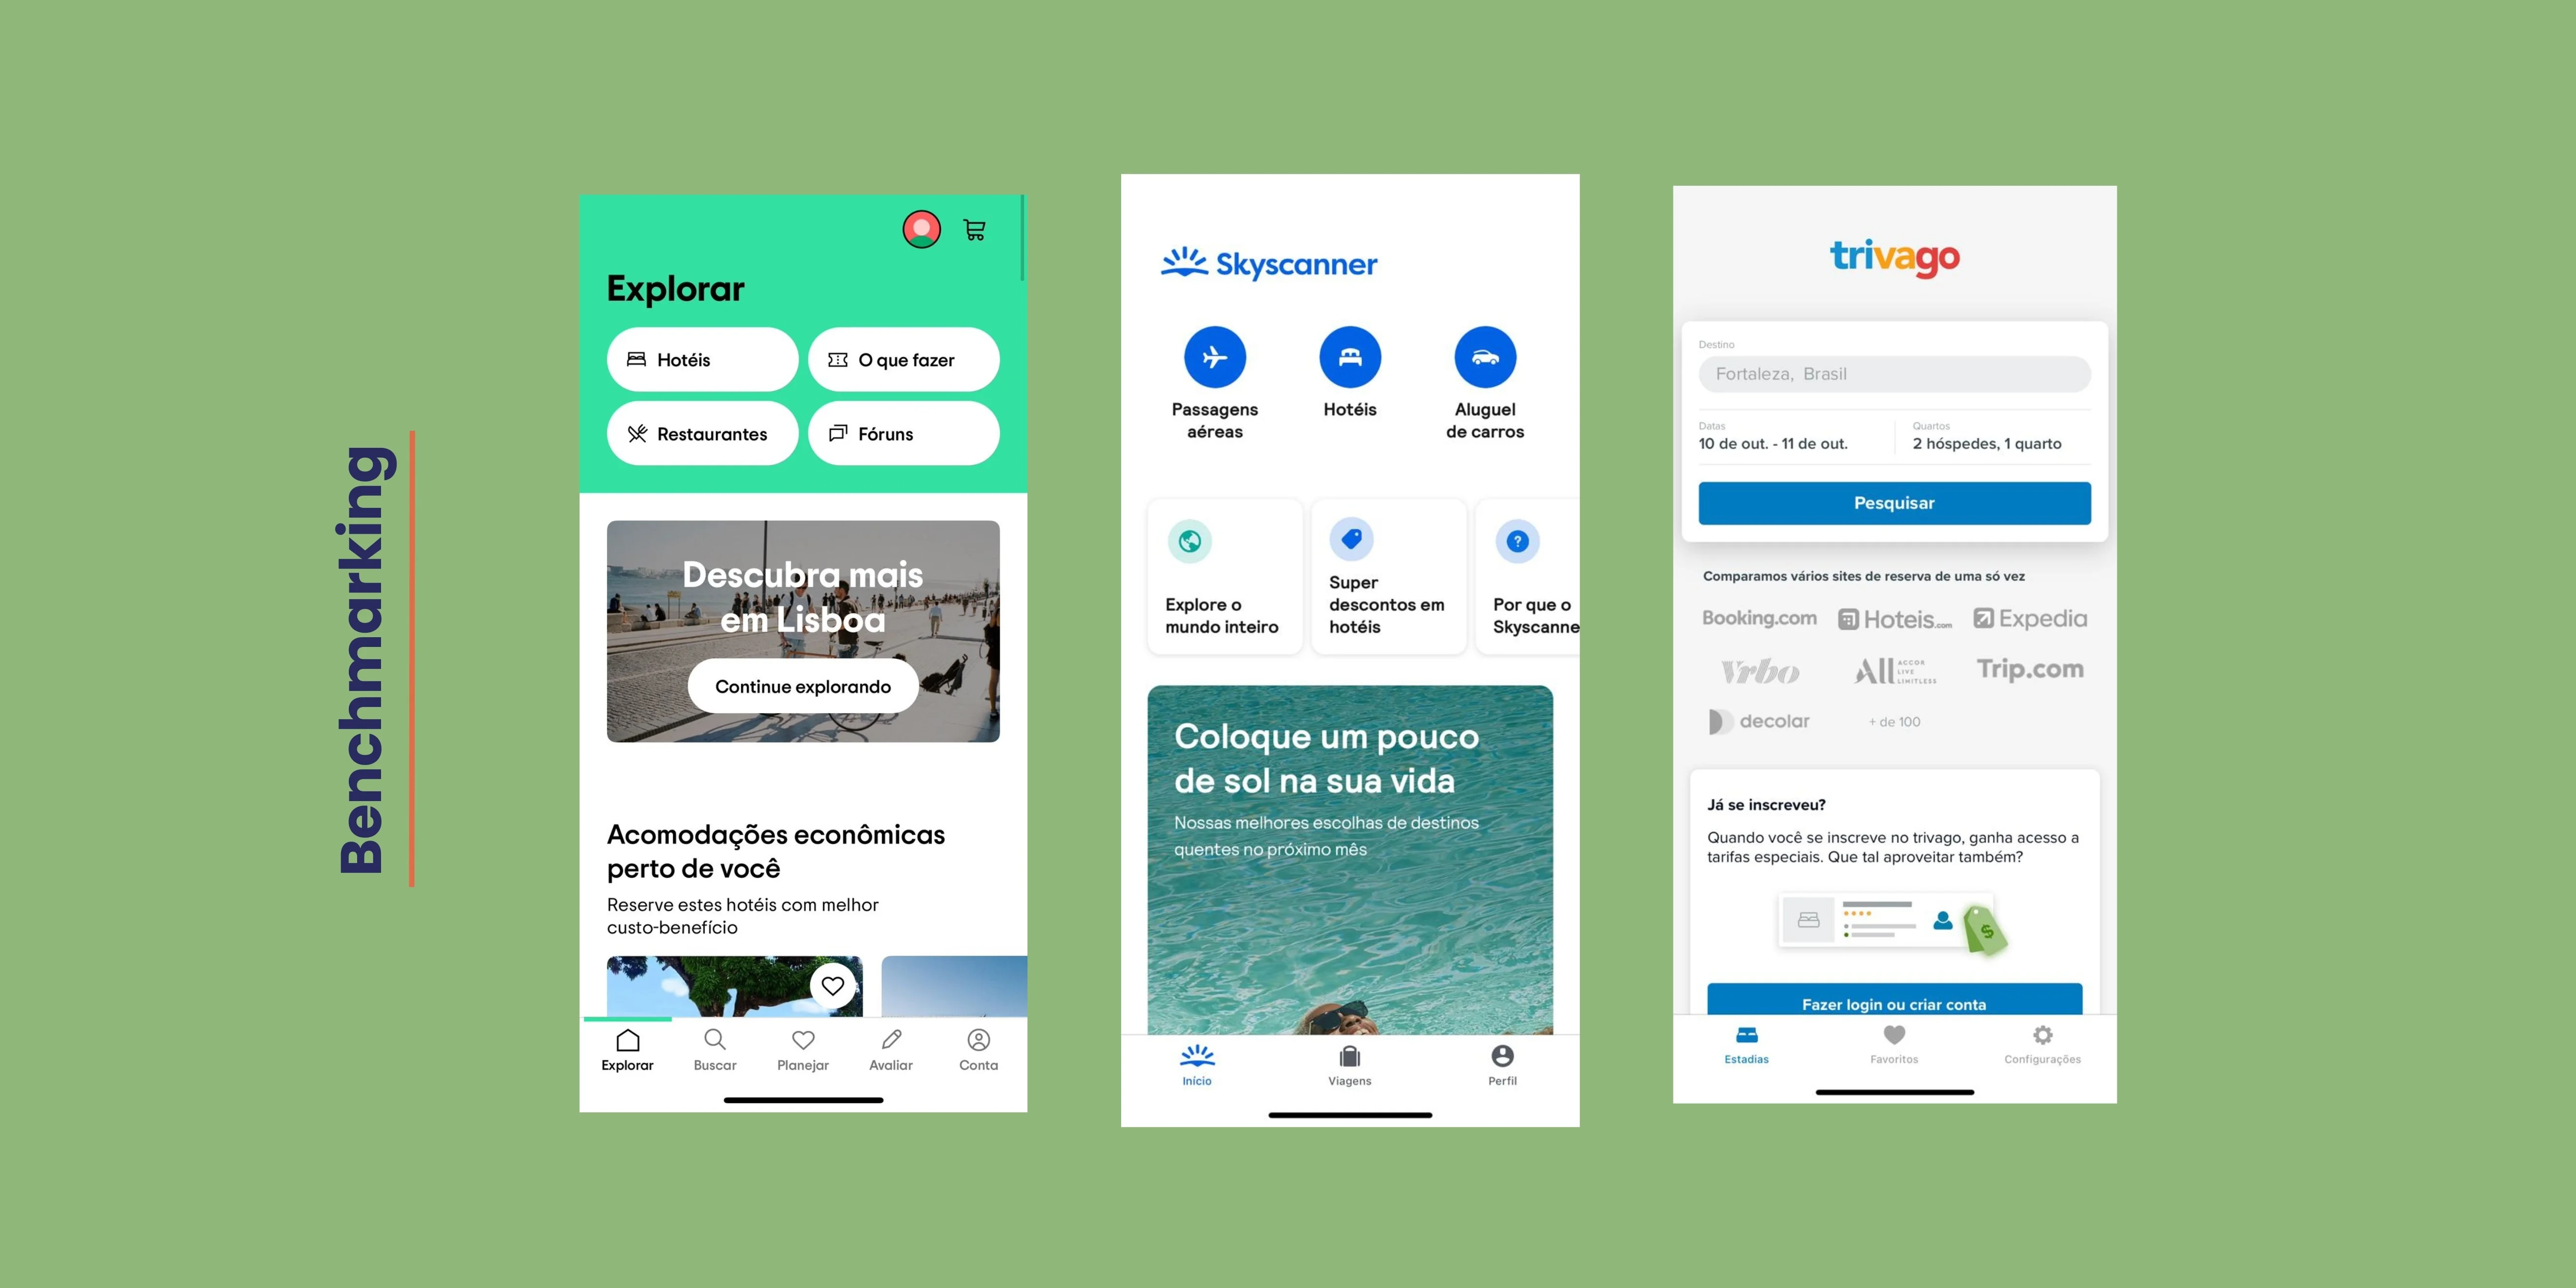 Benchmarking
Explorar
Hotéis
O que fazer
Restaurantes
Fóruns
Descubra mais
em Lisboa
Continue explorando
Acomodações econômicas
perto de você
Reserve estes hotéis com melhor
custo-benefício
Explorar
Buscar
Planejar
Avaliar
Conta
Skyscanner
Passagens
aéreas
Hotéis
Aluguel
de carros
Explore o
mundo inteiro
Super
descontos em
hotéis
Por que o
Skyscanne
Coloque um pouco
de sol na sua vida
Nossas melhores escolhas de destinos
quentes no próximo mês
Início
Viagens
Perfil
trivago
Destino
Fortaleza, Brasil
Datas
10 de out. - 11 de out.
Quartos
2 hóspedes, 1 quarto
Pesquisar
Comparamos vários sites de reserva de uma só vez
Booking.com
Hoteis.com
Expedia
Vrbo
All ACCOR
LIVE
LIMITLESS
Trip.com
decolar
+ de 100
Já se inscreveu?
Quando você se inscreve no trivago, ganha acesso a
tarifas especiais. Que tal aproveitar também?
$
Fazer login ou criar conta
Estadias
Favoritos
Configurações